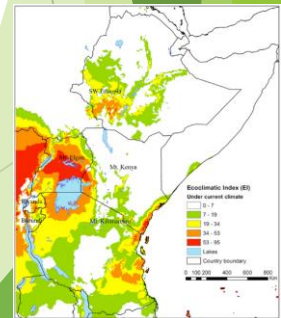 SW Ethiopia
Mt. Elgon
Mt. Kenya
Rwanda
Burundi
Mt. Kilimanjaro
Ecoclimatic Index (EI)
Under current climate
0 - 7
7 - 19
19 - 34
34 - 53
53 - 95
Lakes
Country boundary
0 100 200 400 600 800